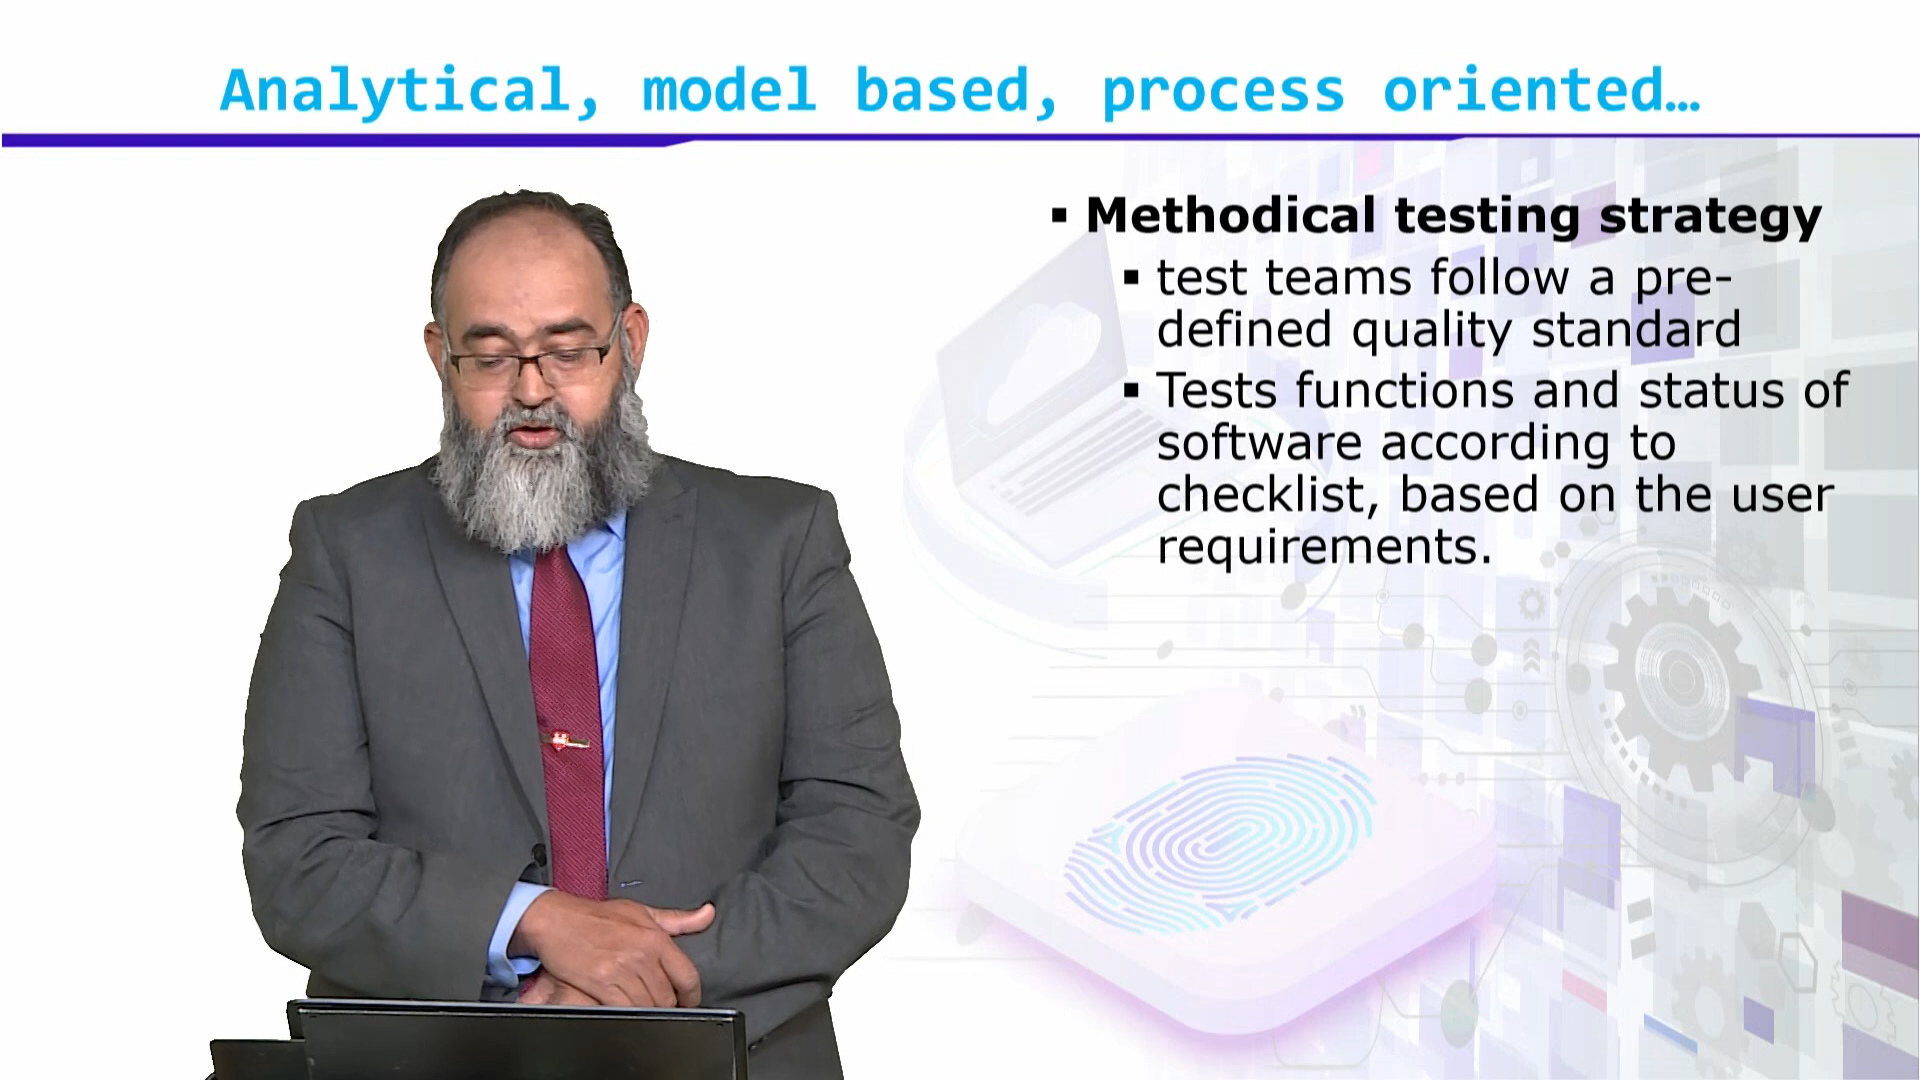 Analytical, model based, process oriented…
▪ Methodical testing strategy
▪ test teams follow a pre-
defined quality standard
▪ Tests functions and status of
software according to
checklist, based on the user
requirements.